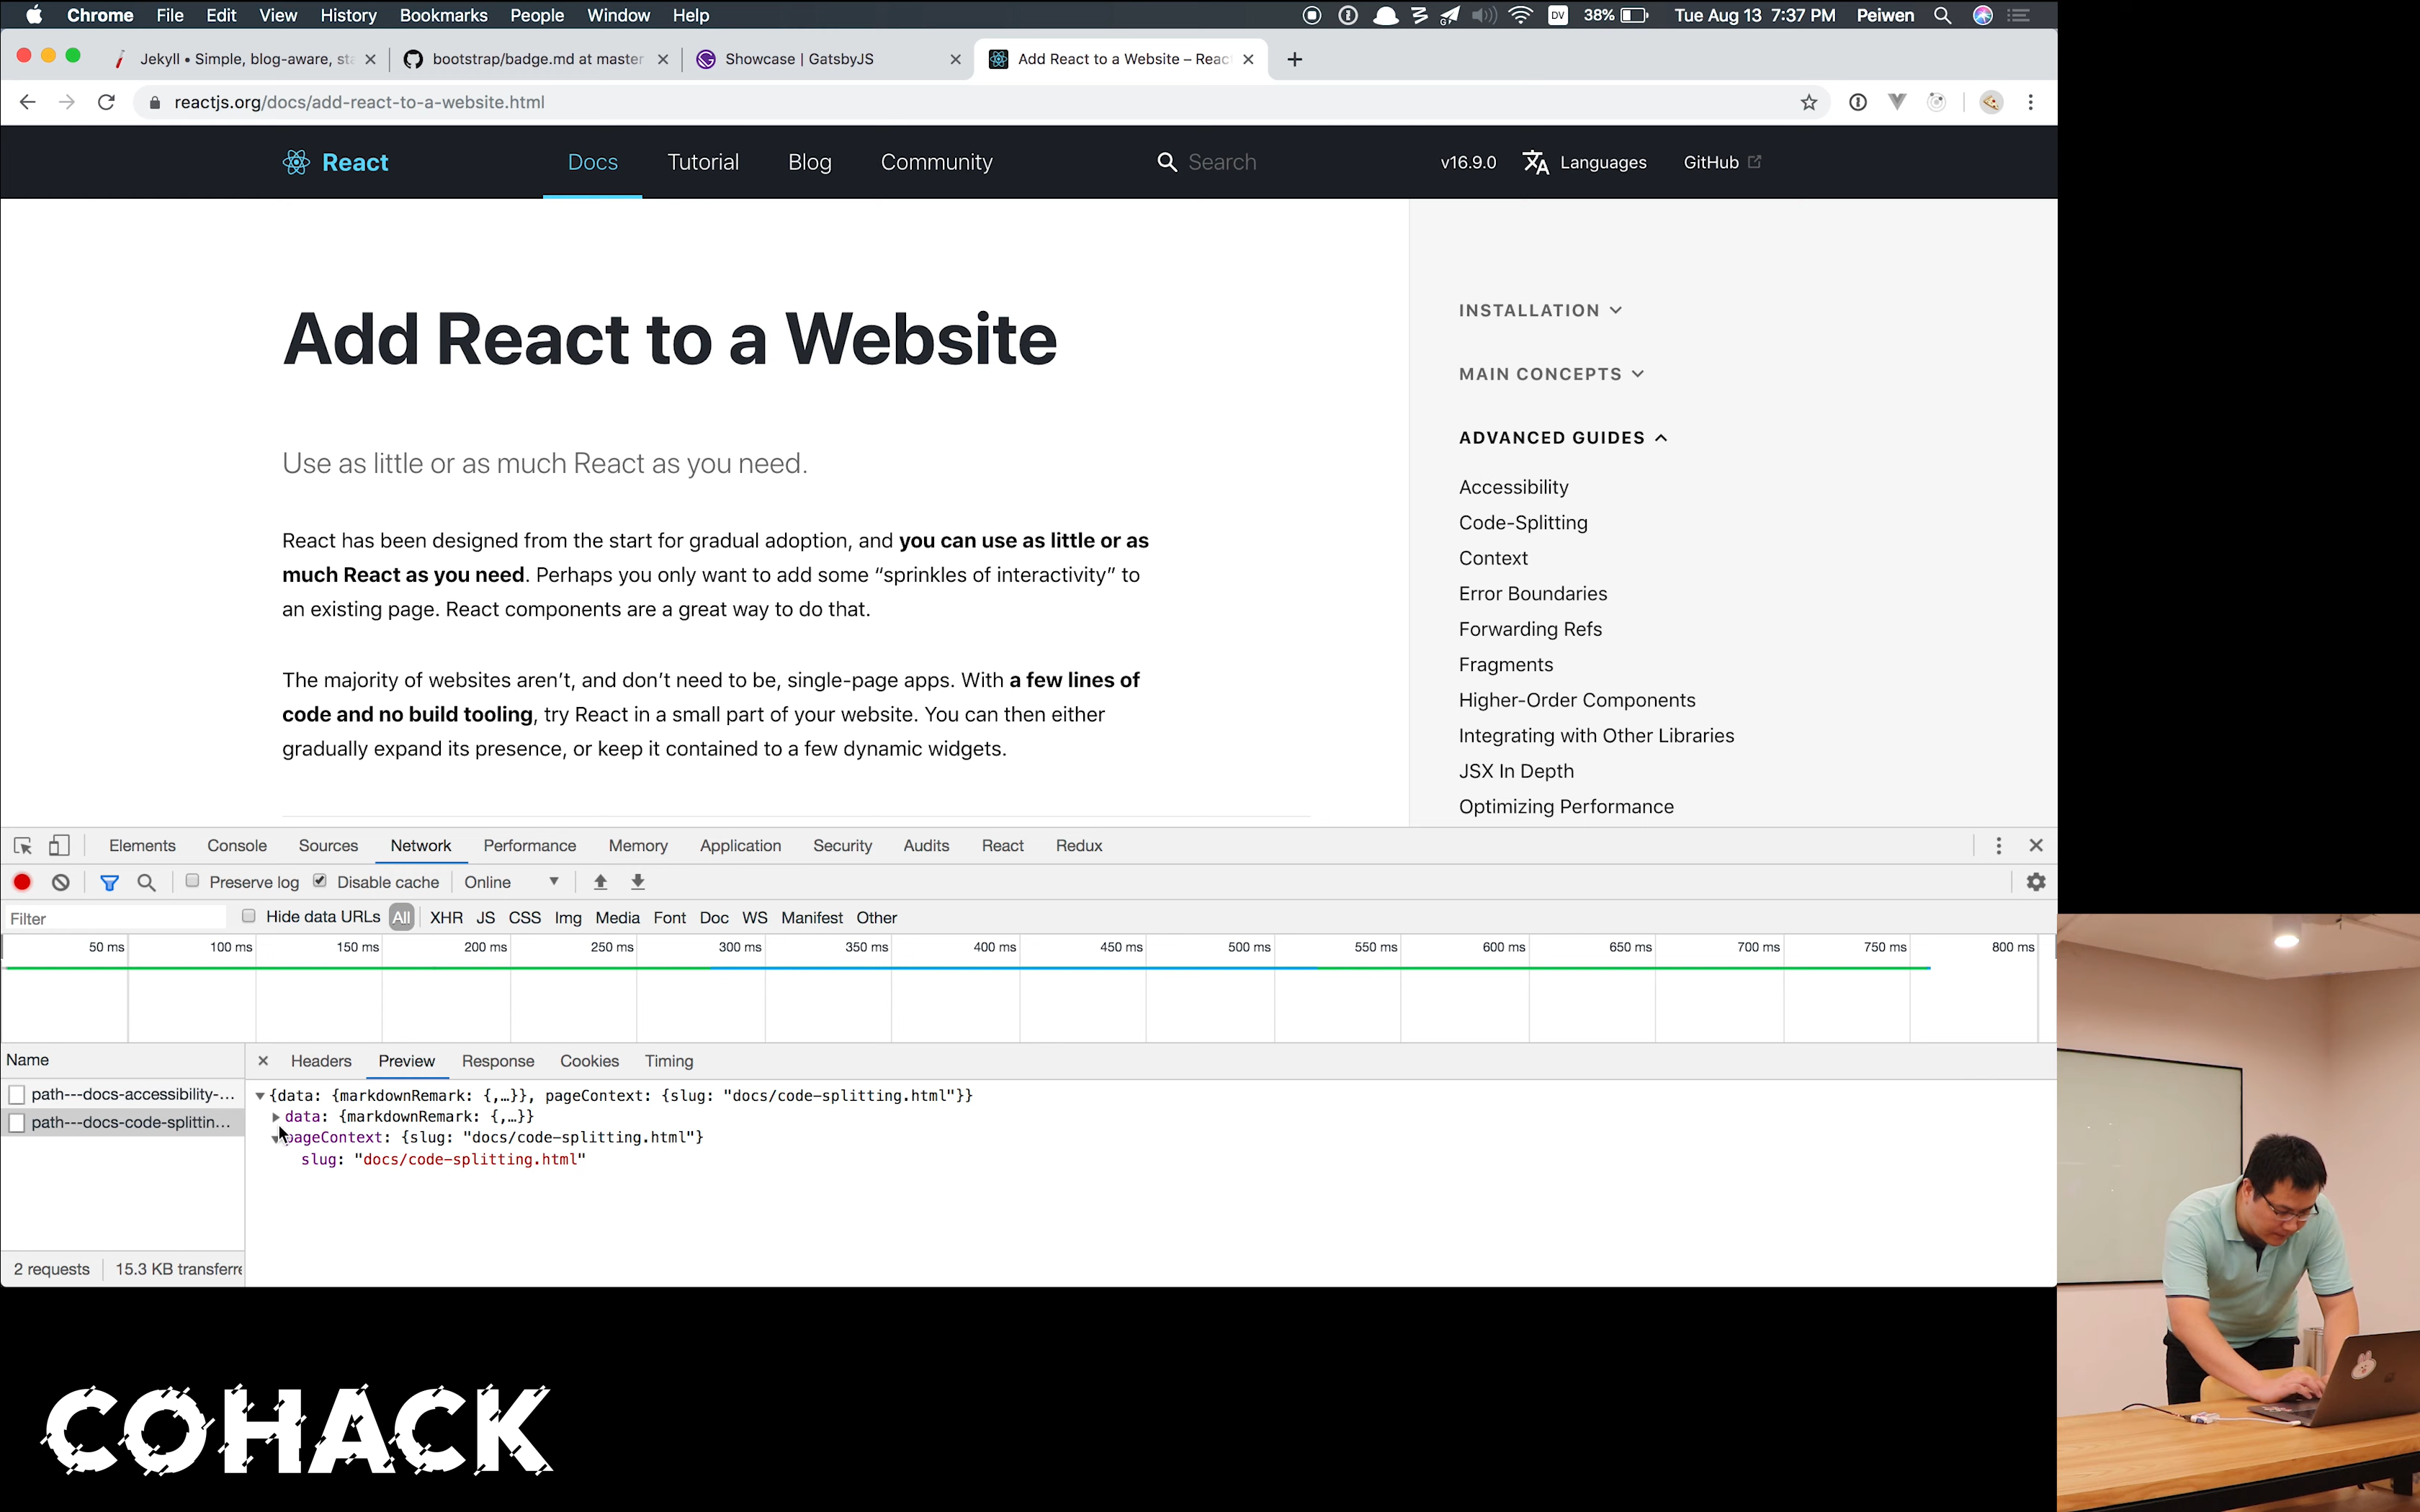 Chrome File Edit View History Bookmarks People Window Help DV 38% Tue Aug 13 7:37 PM Peiwen
Jekyll • Simple, blog-aware, sta
bootstrap/badge.md at master
Showcase | GatsbyJS
Add React to a Website – Reac
reactjs.org/docs/add-react-to-a-website.html
React Docs Tutorial Blog Community Search v16.9.0 Languages GitHub
Add React to a Website
Use as little or as much React as you need.
React has been designed from the start for gradual adoption, and you can use as little or as
much React as you need. Perhaps you only want to add some “sprinkles of interactivity” to
an existing page. React components are a great way to do that.
The majority of websites aren’t, and don’t need to be, single-page apps. With a few lines of
code and no build tooling, try React in a small part of your website. You can then either
gradually expand its presence, or keep it contained to a few dynamic widgets.
INSTALLATION
MAIN CONCEPTS
ADVANCED GUIDES
Accessibility
Code-Splitting
Context
Error Boundaries
Forwarding Refs
Fragments
Higher-Order Components
Integrating with Other Libraries
JSX In Depth
Optimizing Performance
Elements Console Sources Network Performance Memory Application Security Audits React Redux
Preserve log Disable cache Online
Filter Hide data URLs All XHR JS CSS Img Media Font Doc WS Manifest Other
50 ms 100 ms 150 ms 200 ms 250 ms 300 ms 350 ms 400 ms 450 ms 500 ms 550 ms 600 ms 650 ms 700 ms 750 ms 800 ms
Name
path---docs-accessibility-...
path---docs-code-splittin...
2 requests 15.3 KB transferre
Headers Preview Response Cookies Timing
{data: {markdownRemark: {,…}}, pageContext: {slug: "docs/code-splitting.html"}}
data: {markdownRemark: {,…}}
pageContext: {slug: "docs/code-splitting.html"}
slug: "docs/code-splitting.html"
COHACK